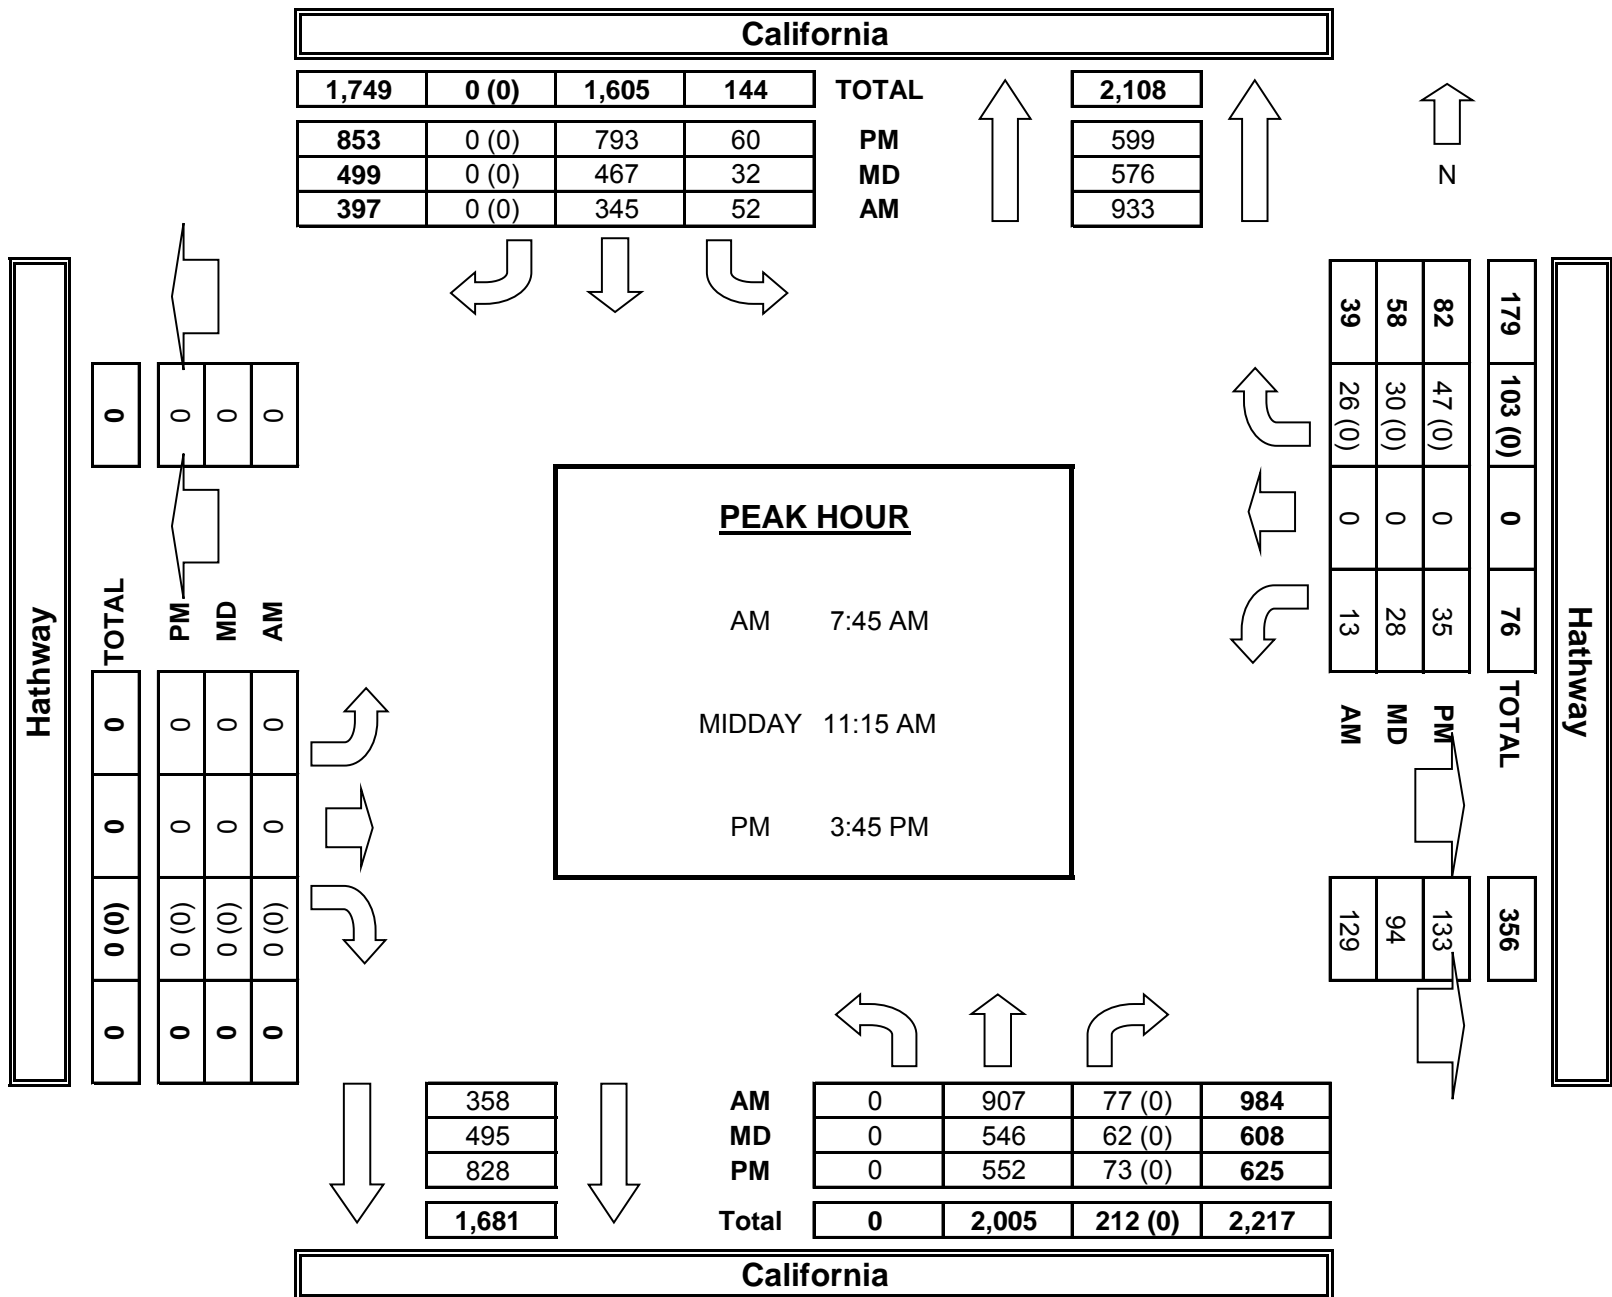 California
1,749 0 (0) 1,605 144 TOTAL 2,108
853 0 (0) 793 60 PM 599
499 0 (0) 467 32 MD 576
397 0 (0) 345 52 AM 933
N
Hathway
0 0 0 0
TOTAL PM MD AM
0 0 0 0
0 0 0 0
0 (0) 0 (0) 0 (0) 0 (0)
0 0 0 0
PEAK HOUR
AM 7:45 AM
MIDDAY 11:15 AM
PM 3:45 PM
39 58 82 179
26 (0) 30 (0) 47 (0) 103 (0)
0 0 0 0
13 28 35 76
AM MD PM TOTAL
129 94 133 356
Hathway
358 AM 0 907 77 (0) 984
495 MD 0 546 62 (0) 608
828 PM 0 552 73 (0) 625
1,681 Total 0 2,005 212 (0) 2,217
California